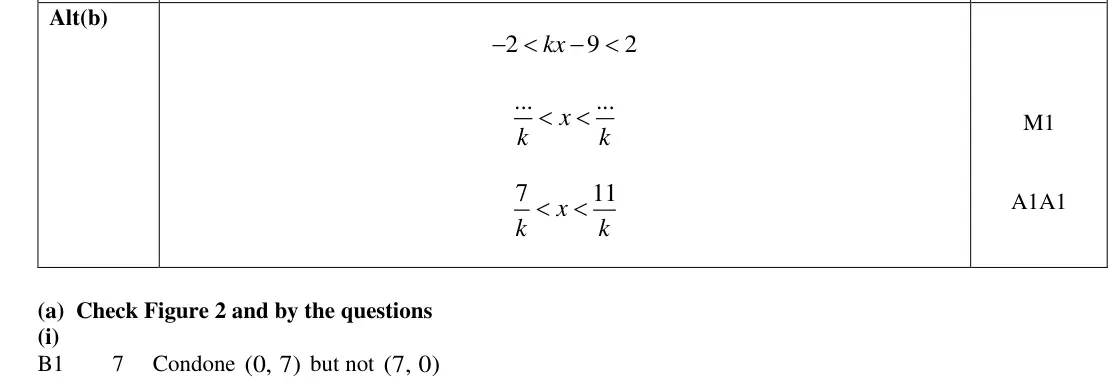 Alt(b)
−2 < kx − 9 < 2
.../k < x < .../k
M1
7/k < x < 11/k
A1A1
(a) Check Figure 2 and by the questions
(i)
B1 7 Condone (0, 7) but not (7, 0)